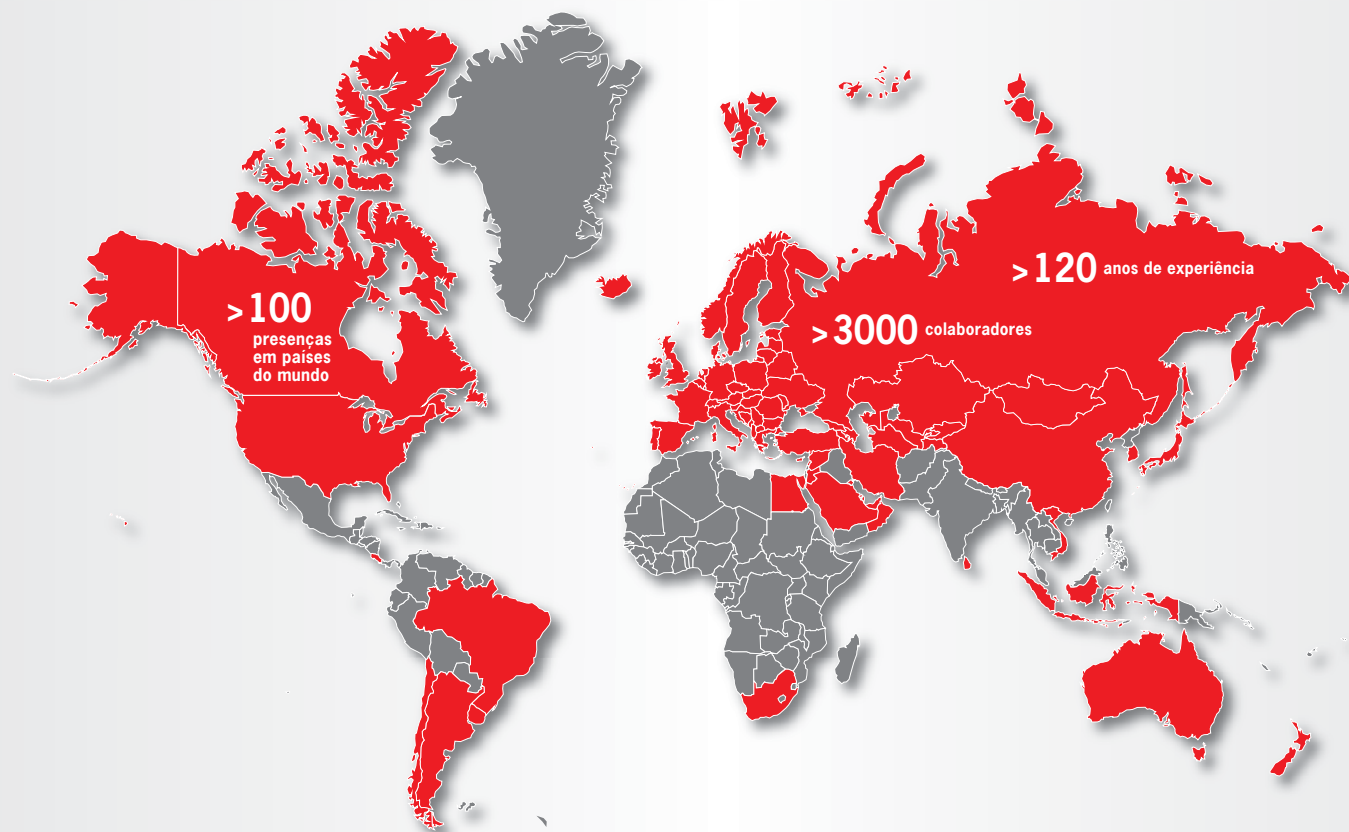 > 100
presenças
em países
do mundo
> 120 anos de experiência
> 3000 colaboradores